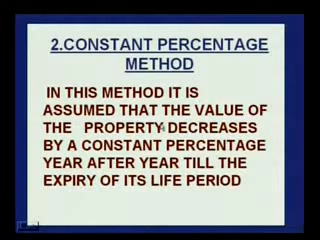 2.CONSTANT PERCENTAGE
METHOD
IN THIS METHOD IT IS
ASSUMED THAT THE VALUE OF
THE PROPERTY DECREASES
BY A CONSTANT PERCENTAGE
YEAR AFTER YEAR TILL THE
EXPIRY OF ITS LIFE PERIOD